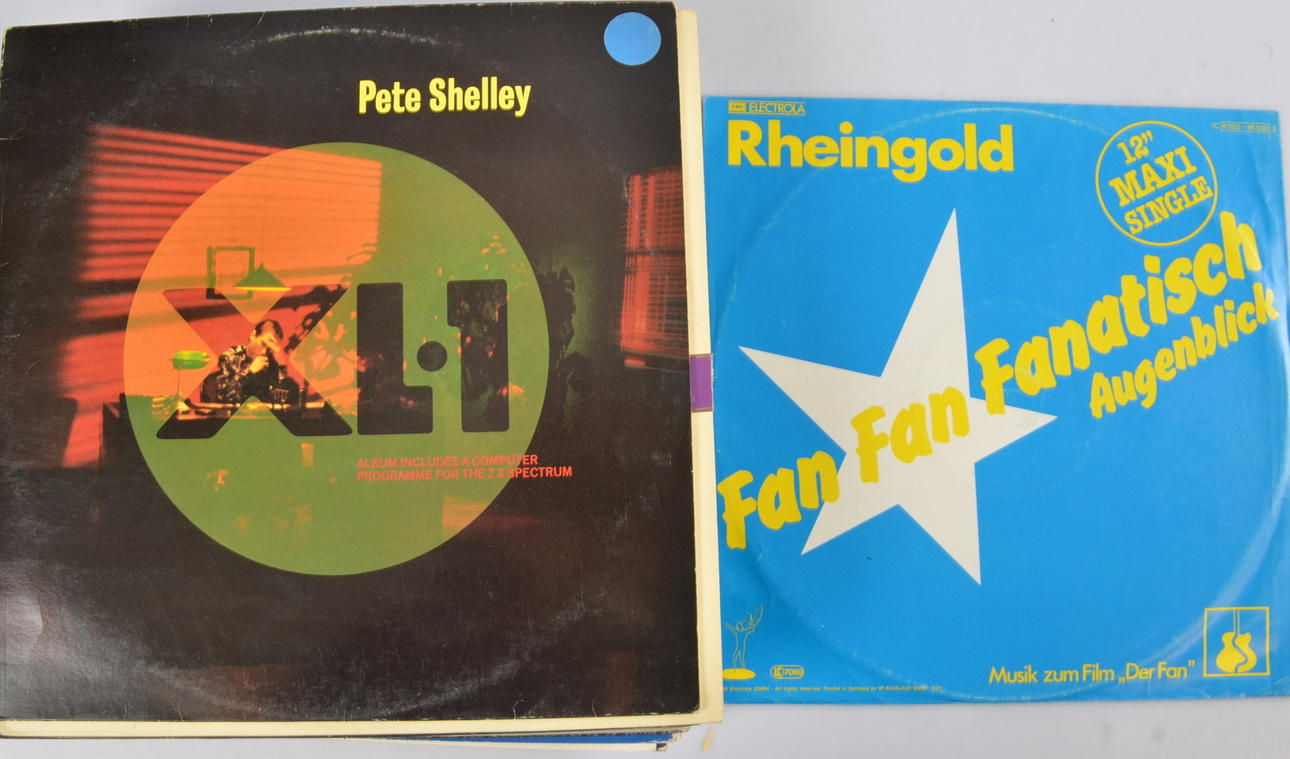 Pete Shelley
XL·1
ALBUM INCLUDES A COMPUTER
PROGRAMME FOR THE Z X SPECTRUM
EMI ELECTROLA
Rheingold
12"
MAXI
SINGLE
Fan Fan Fanatisch
Augenblick
Musik zum Film „Der Fan"